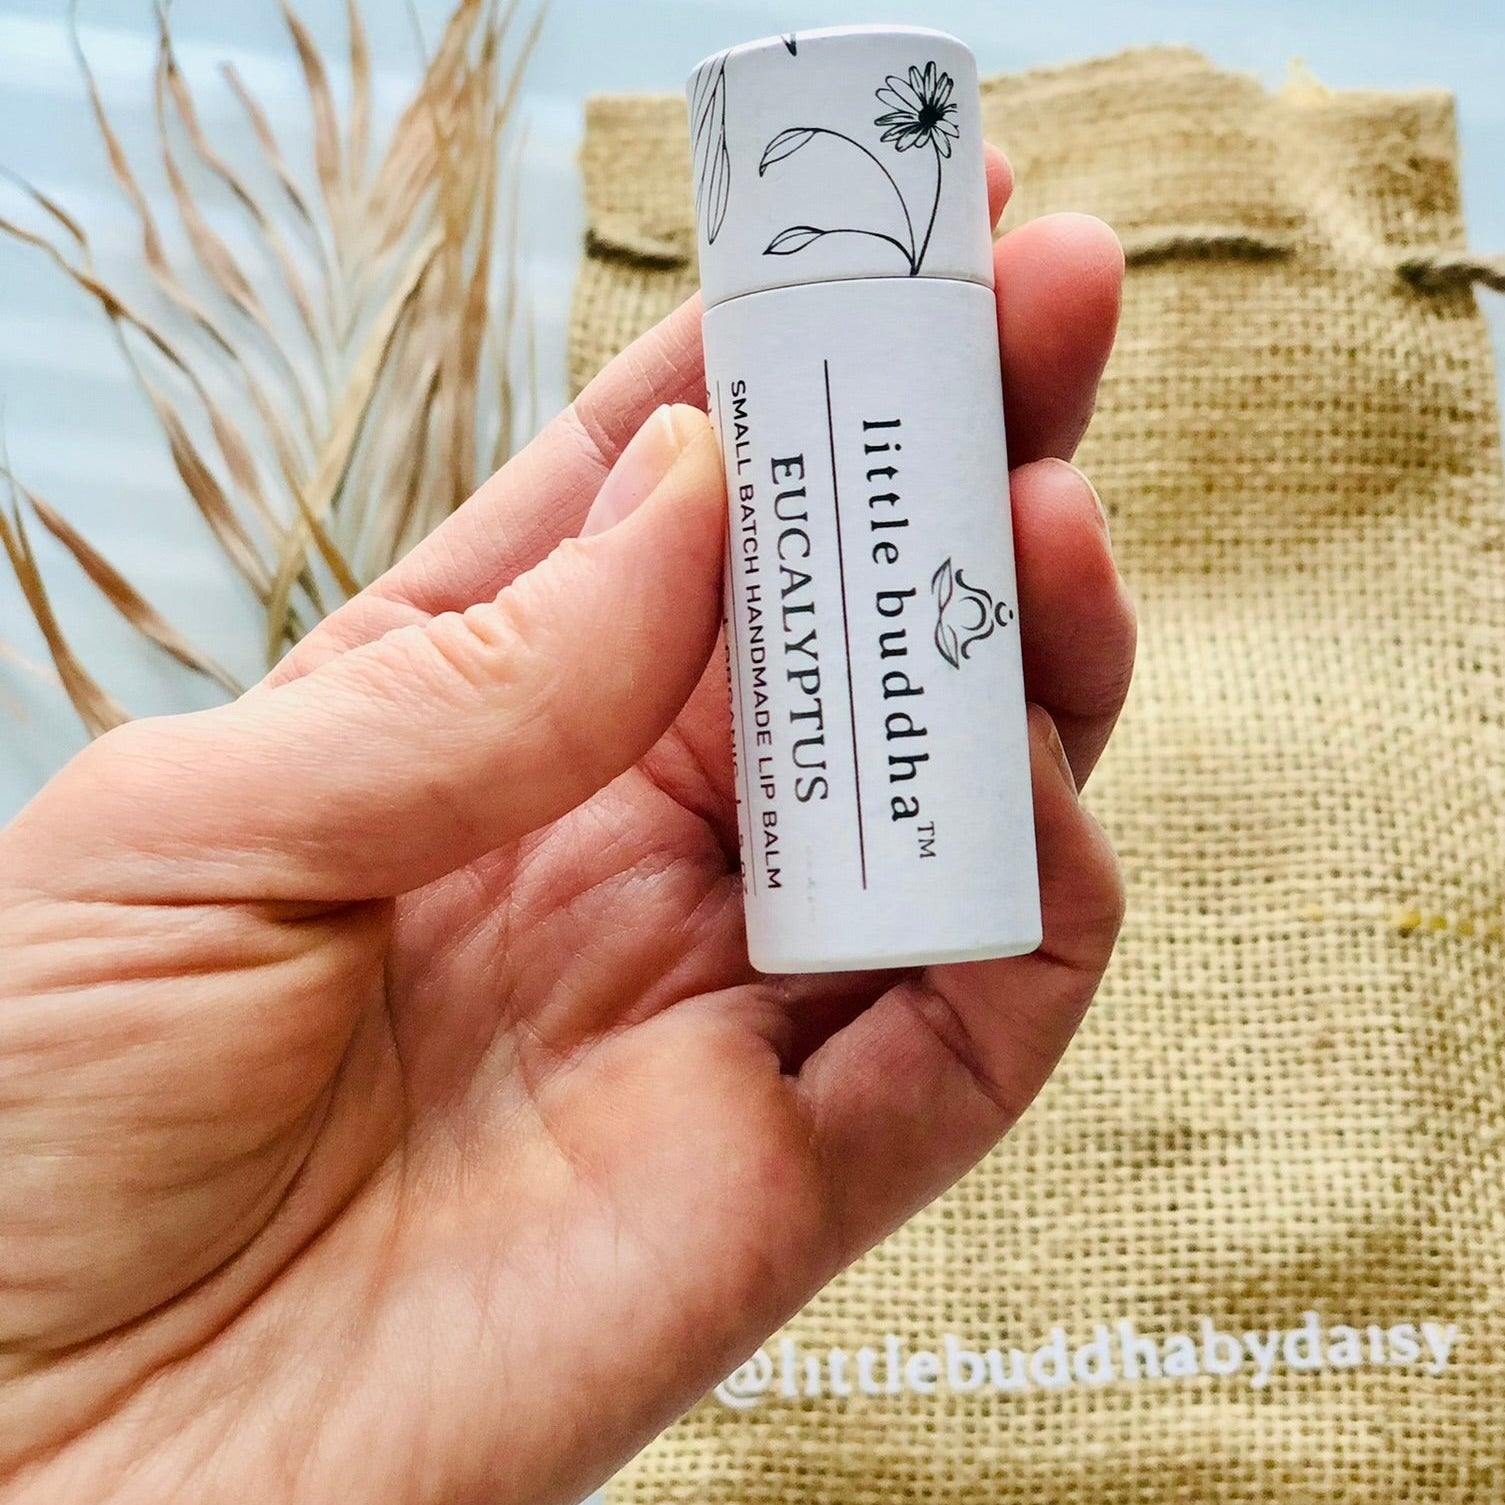 little buddha™
EUCALYPTUS
SMALL BATCH HANDMADE LIP BALM
@littlebuddhabydaisy